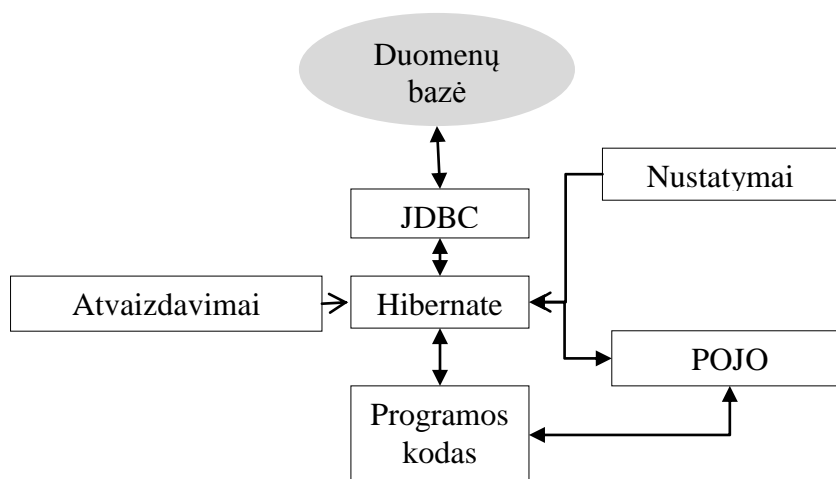 Duomenų
bazė
Nustatymai
JDBC
Atvaizdavimai
Hibernate
POJO
Programos
kodas